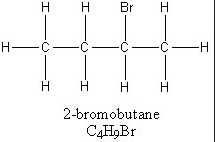 H H Br H
H C C C C H
H H H H
2-bromobutane
C₄H₉Br